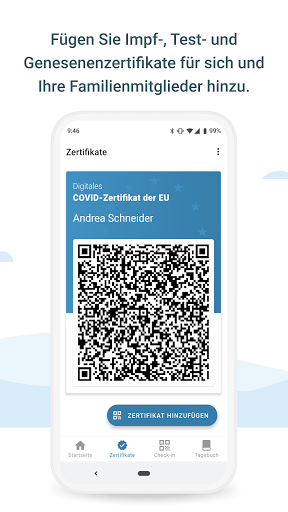 Fügen Sie Impf-, Test- und
Genesenenzertifikate für sich und
Ihre Familienmitglieder hinzu.
9:46
99%
Zertifikate
Digitales
COVID-Zertifikat der EU
Andrea Schneider
ZERTIFIKAT HINZUFÜGEN
Startseite
Zertifikate
Check-in
Tagebuch